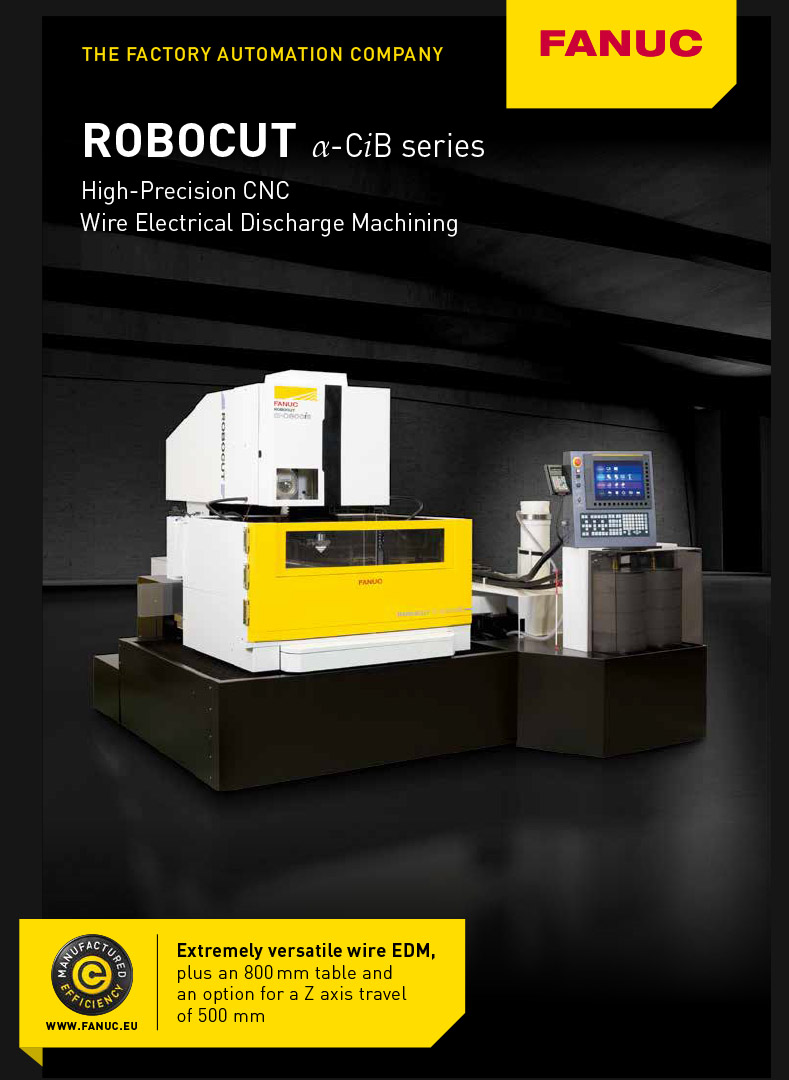 THE FACTORY AUTOMATION COMPANY
FANUC
ROBOCUT α-CiB series
High-Precision CNC
Wire Electrical Discharge Machining
FANUC
ROBOCUT
ROBOCUT
FANUC
MANUFACTURED
EFFICIENCY
WWW.FANUC.EU
Extremely versatile wire EDM,
plus an 800 mm table and
an option for a Z axis travel
of 500 mm